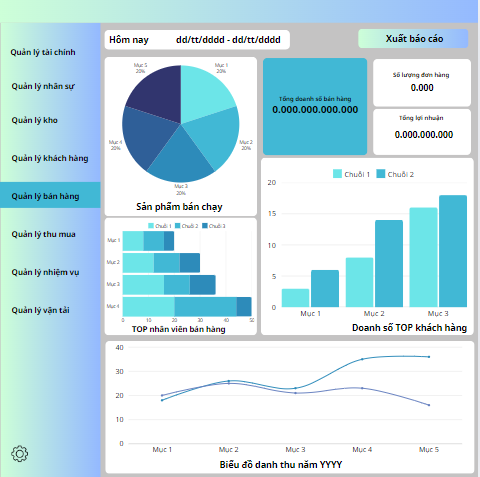 Hôm nay dd/tt/dddd - dd/tt/dddd
Xuất báo cáo
Quản lý tài chính
Quản lý nhân sự
Quản lý kho
Quản lý khách hàng
Quản lý bán hàng
Quản lý thu mua
Quản lý nhiệm vụ
Quản lý vận tải
Mục 5
20%
Mục 1
20%
Mục 4
20%
Mục 2
20%
Mục 3
20%
Sản phẩm bán chạy
Tổng doanh số bán hàng
0.000.000.000.000
Số lượng đơn hàng
0.000
Tổng lợi nhuận
0.000.000.000
Chuỗi 1 Chuỗi 2 Chuỗi 3
Mục 1
Mục 2
Mục 3
Mục 4
0 10 20 30 40 50
TOP nhân viên bán hàng
Chuỗi 1 Chuỗi 2
20
15
10
5
0
Mục 1 Mục 2 Mục 3
Doanh số TOP khách hàng
40
30
20
10
0
Mục 1 Mục 2 Mục 3 Mục 4 Mục 5
Biểu đồ danh thu năm YYYY